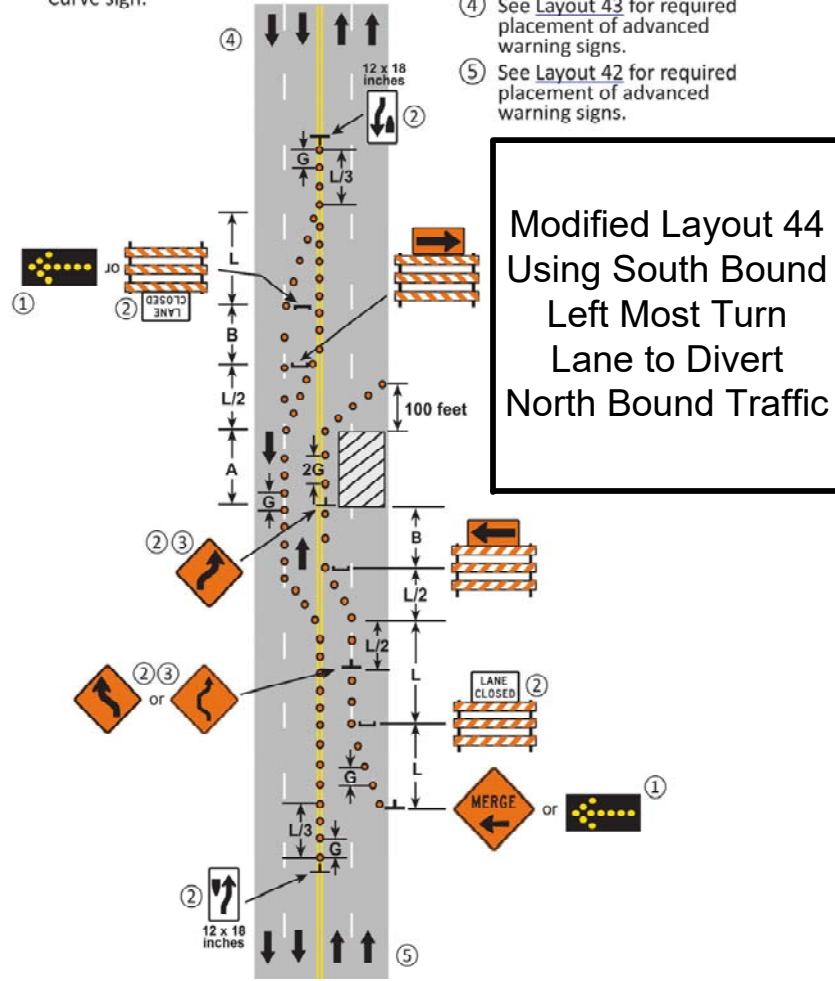 Curve Sign.
④ See Layout 43 for required
placement of advanced
warning signs.
⑤ See Layout 42 for required
placement of advanced
warning signs.
④
12 x 18
inches
②
G
L/3
Modified Layout 44
Using South Bound
Left Most Turn
Lane to Divert
North Bound Traffic
L
① or
② LANE
CLOSED
B
L/2
100 feet
A
2G
G
B
②③
L/2
L/2
②③
or
L
LANE
CLOSED
②
G
L
MERGE
or
①
L/3
G
②
12 x 18
inches
⑤